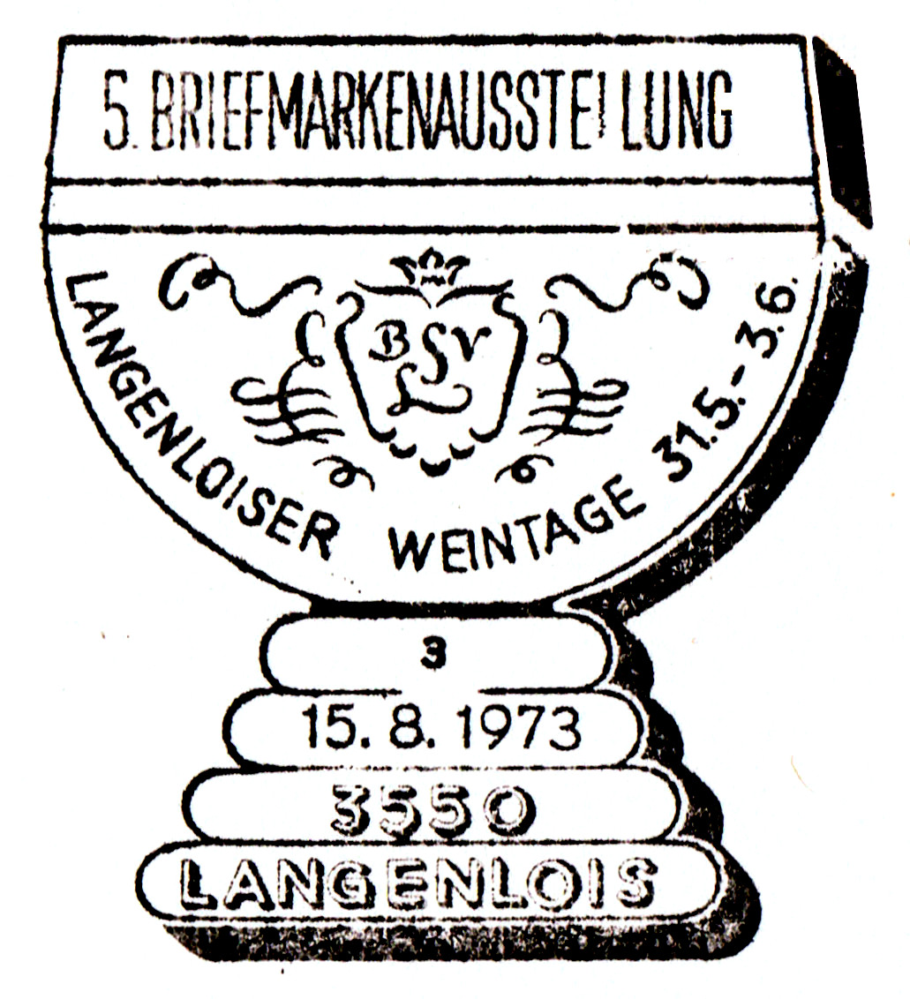 5. BRIEFMARKENAUSSTELLUNG
BSV
L
LANGENLOISER WEINTAGE 31.5.-3.6.
3
15.8.1973
3550
LANGENLOIS